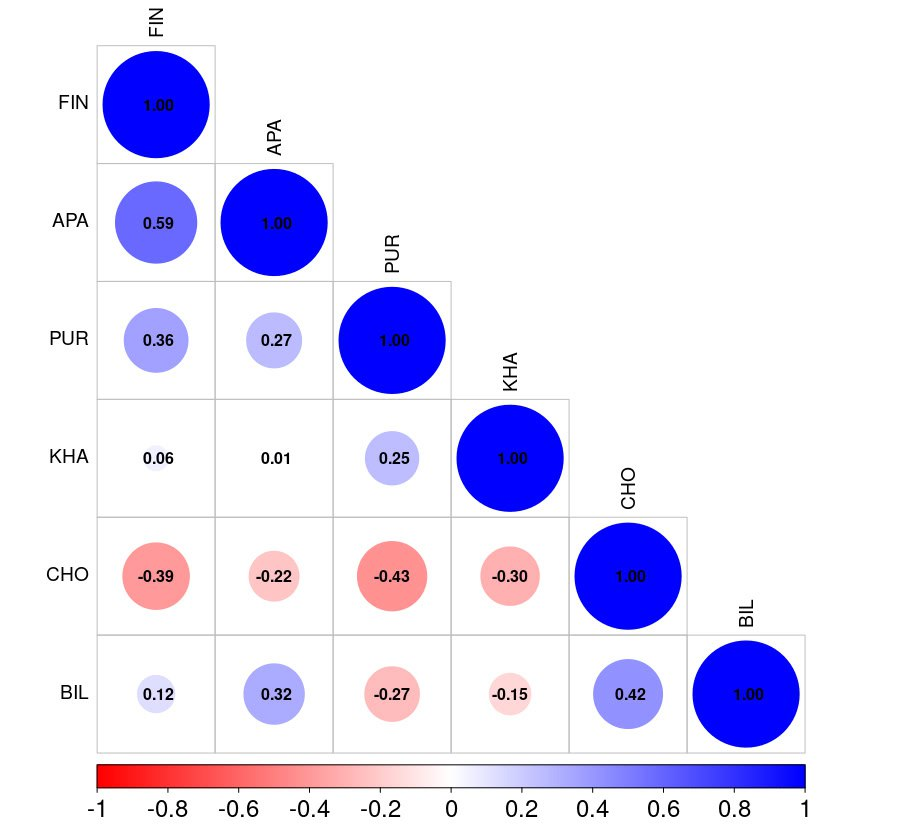 FIN
FIN 1.00
APA
APA 0.59 1.00
PUR
PUR 0.36 0.27 1.00
KHA
KHA 0.06 0.01 0.25 1.00
CHO
CHO -0.39 -0.22 -0.43 -0.30 1.00
BIL
BIL 0.12 0.32 -0.27 -0.15 0.42 1.00
-1 -0.8 -0.6 -0.4 -0.2 0 0.2 0.4 0.6 0.8 1